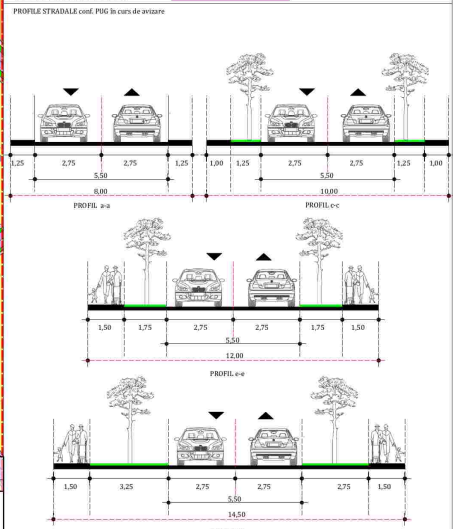 PROFILE STRADALE conf. PUG în curs de avizare
1,25 2,75 2,75 1,25
5,50
8,00
PROFIL a-a
1,00 1,25 2,75 2,75 1,25 1,00
5,50
10,00
PROFIL c-c
1,50 1,75 2,75 2,75 1,75 1,50
5,50
12,00
PROFIL e-e
1,50 3,25 2,75 2,75 2,75 1,50
5,50
14,50